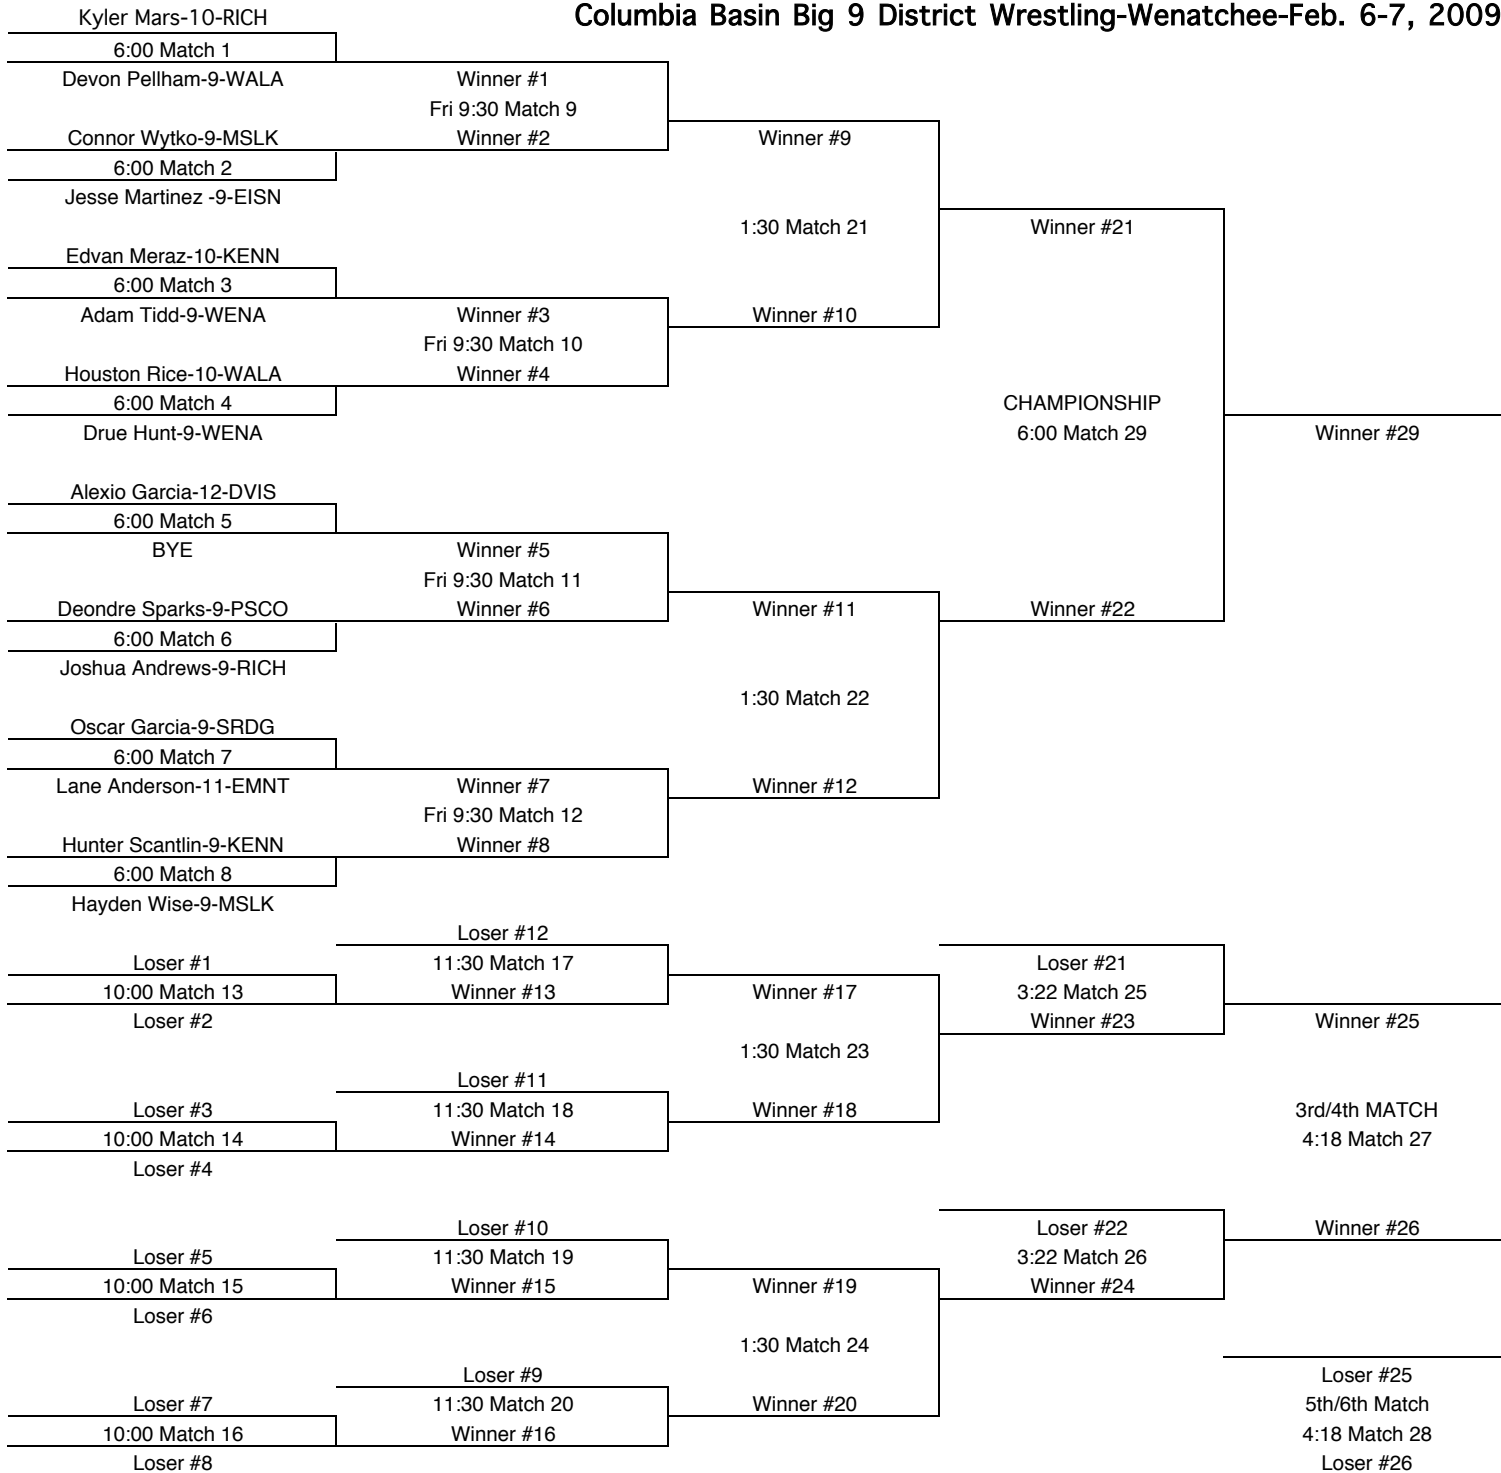 Kyler Mars-10-RICH
Columbia Basin Big 9 District Wrestling-Wenatchee-Feb. 6-7, 2009
6:00 Match 1
Devon Pellham-9-WALA
Winner #1
Fri 9:30 Match 9
Connor Wytko-9-MSLK
Winner #2
Winner #9
6:00 Match 2
Jesse Martinez -9-EISN
1:30 Match 21
Winner #21
Edvan Meraz-10-KENN
6:00 Match 3
Adam Tidd-9-WENA
Winner #3
Winner #10
Fri 9:30 Match 10
Houston Rice-10-WALA
Winner #4
6:00 Match 4
CHAMPIONSHIP
Drue Hunt-9-WENA
6:00 Match 29
Winner #29
Alexio Garcia-12-DVIS
6:00 Match 5
BYE
Winner #5
Fri 9:30 Match 11
Deondre Sparks-9-PSCO
Winner #6
Winner #11
Winner #22
6:00 Match 6
Joshua Andrews-9-RICH
1:30 Match 22
Oscar Garcia-9-SRDG
6:00 Match 7
Lane Anderson-11-EMNT
Winner #7
Winner #12
Fri 9:30 Match 12
Hunter Scantlin-9-KENN
Winner #8
6:00 Match 8
Hayden Wise-9-MSLK
Loser #12
Loser #1
11:30 Match 17
Loser #21
10:00 Match 13
Winner #13
Winner #17
3:22 Match 25
Loser #2
Winner #23
Winner #25
1:30 Match 23
Loser #11
Loser #3
11:30 Match 18
Winner #18
3rd/4th MATCH
10:00 Match 14
Winner #14
4:18 Match 27
Loser #4
Loser #10
Loser #22
Winner #26
Loser #5
11:30 Match 19
3:22 Match 26
10:00 Match 15
Winner #15
Winner #19
Winner #24
Loser #6
1:30 Match 24
Loser #9
Loser #25
Loser #7
11:30 Match 20
Winner #20
5th/6th Match
10:00 Match 16
Winner #16
4:18 Match 28
Loser #8
Loser #26